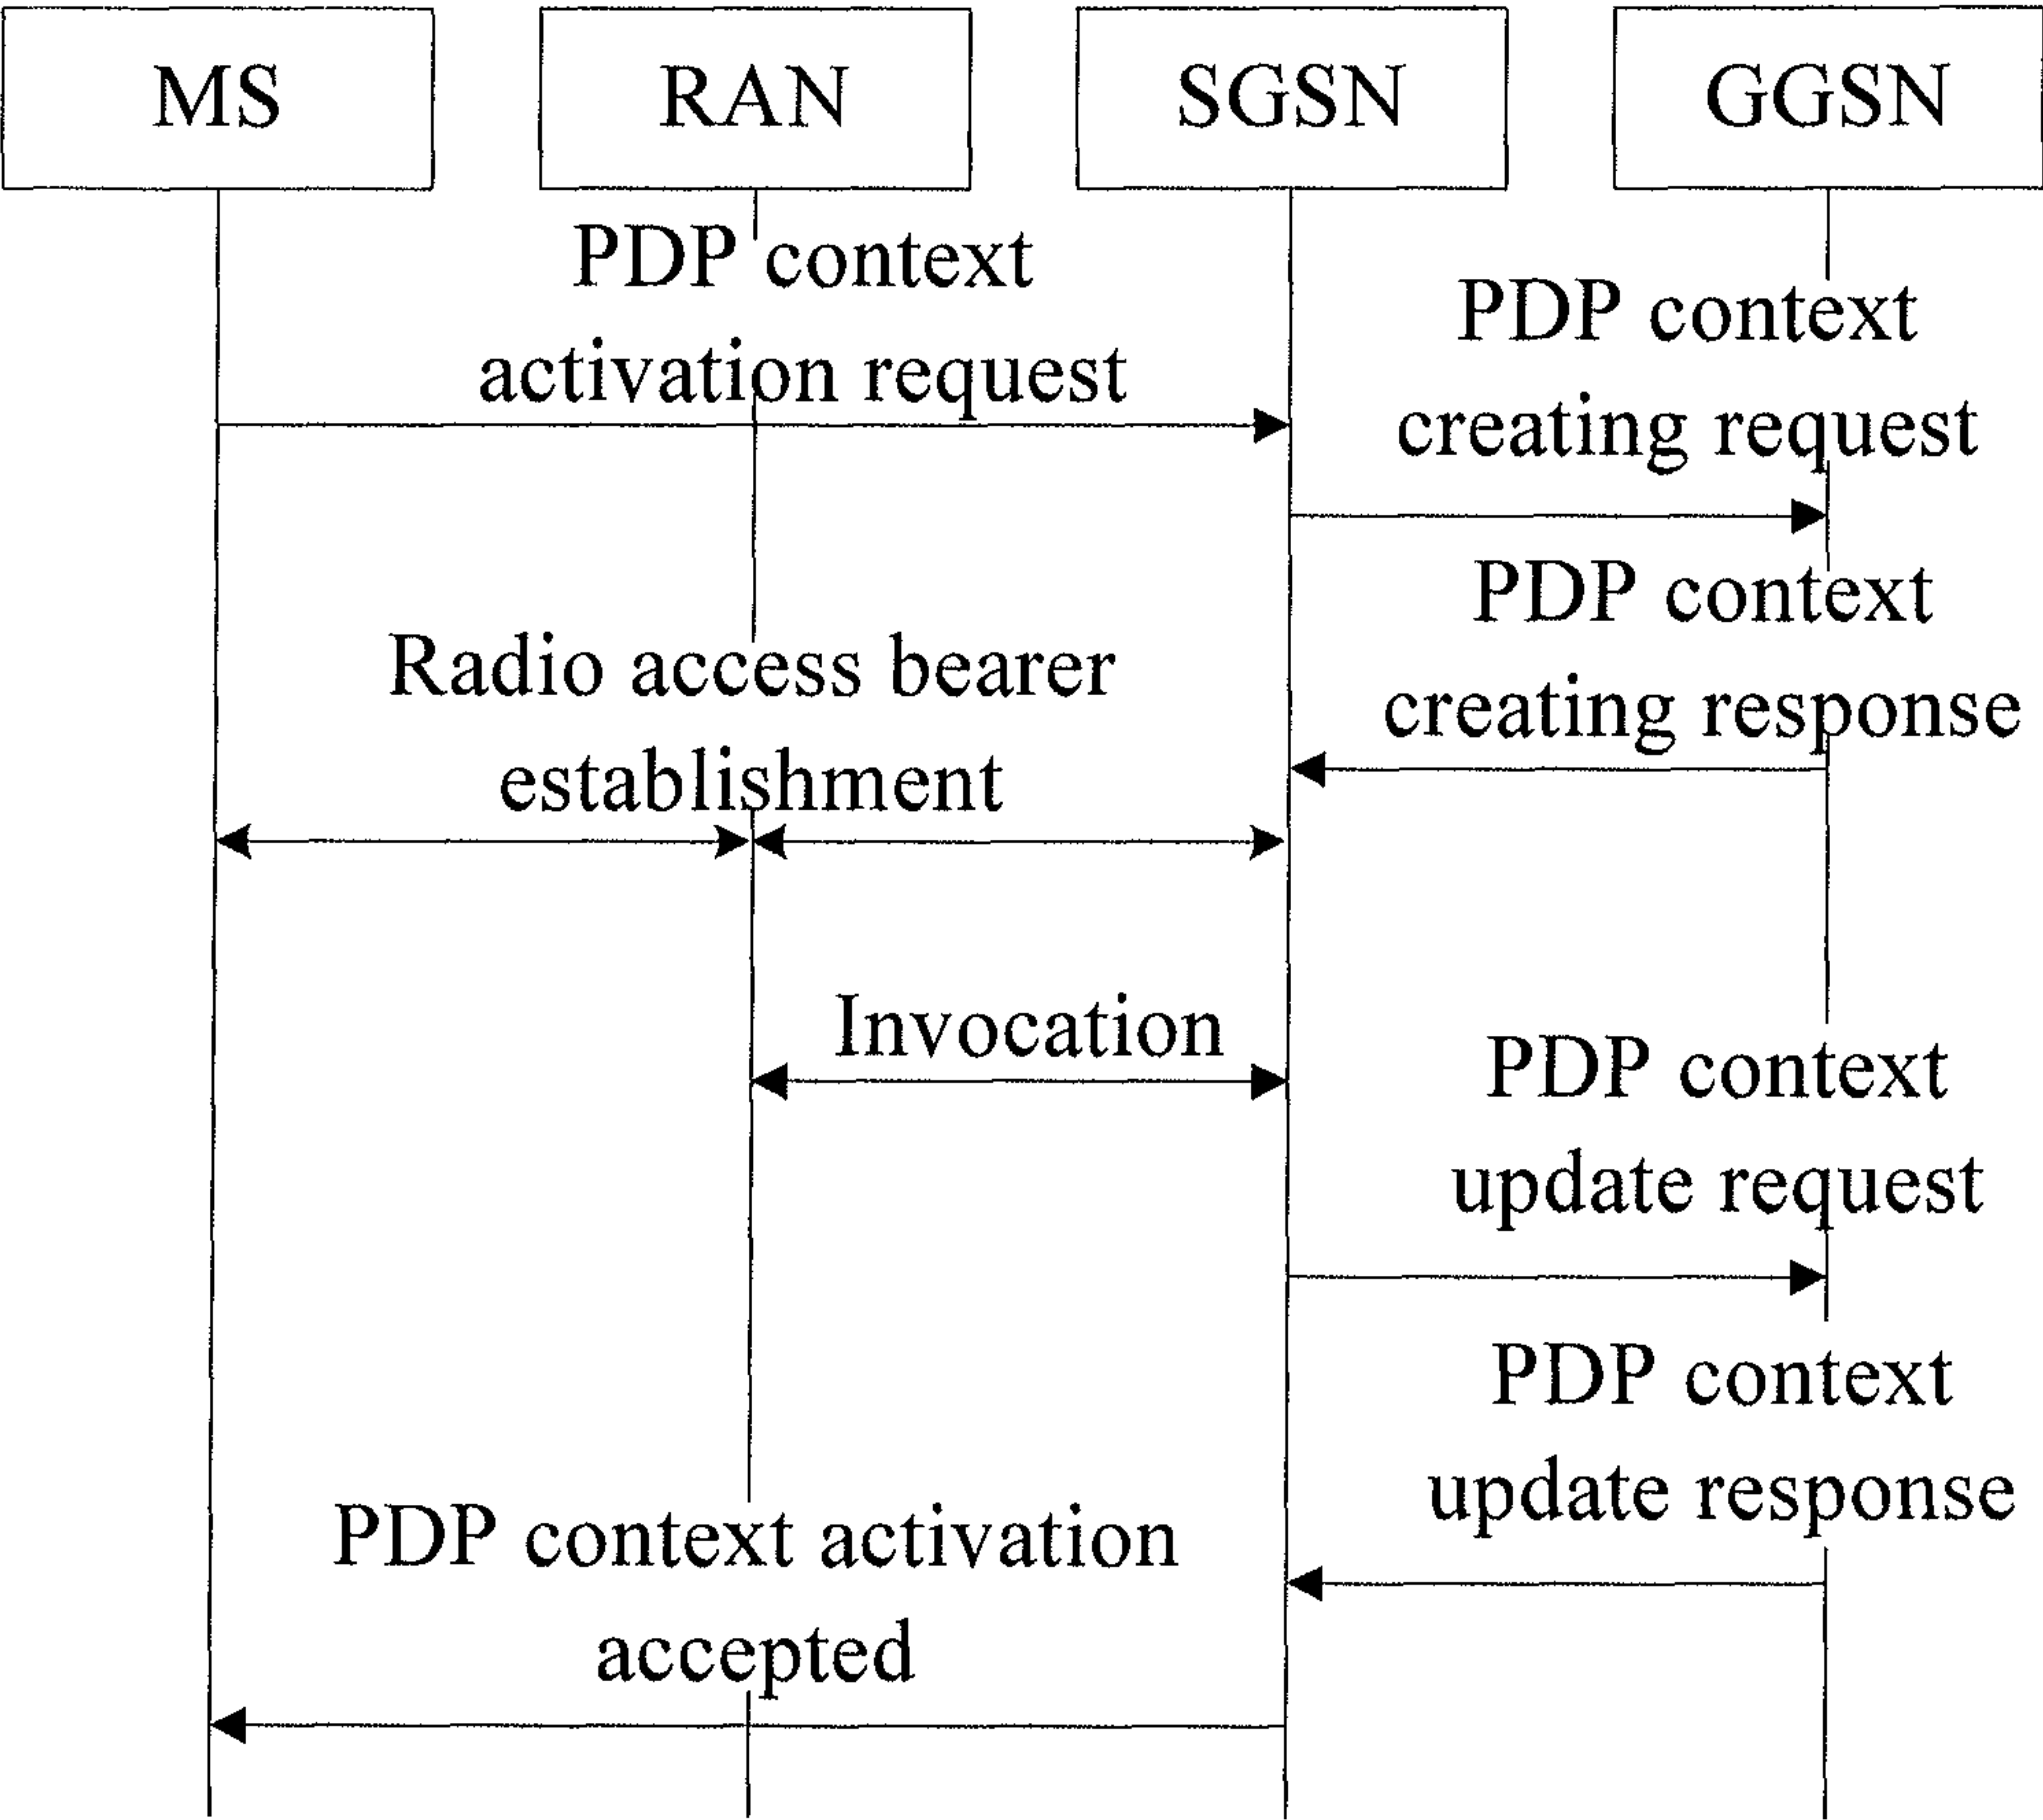 MS
RAN
SGSN
GGSN
PDP context
activation request
PDP context
creating request
PDP context
creating response
Radio access bearer
establishment
Invocation
PDP context
update request
PDP context
update response
PDP context activation
accepted